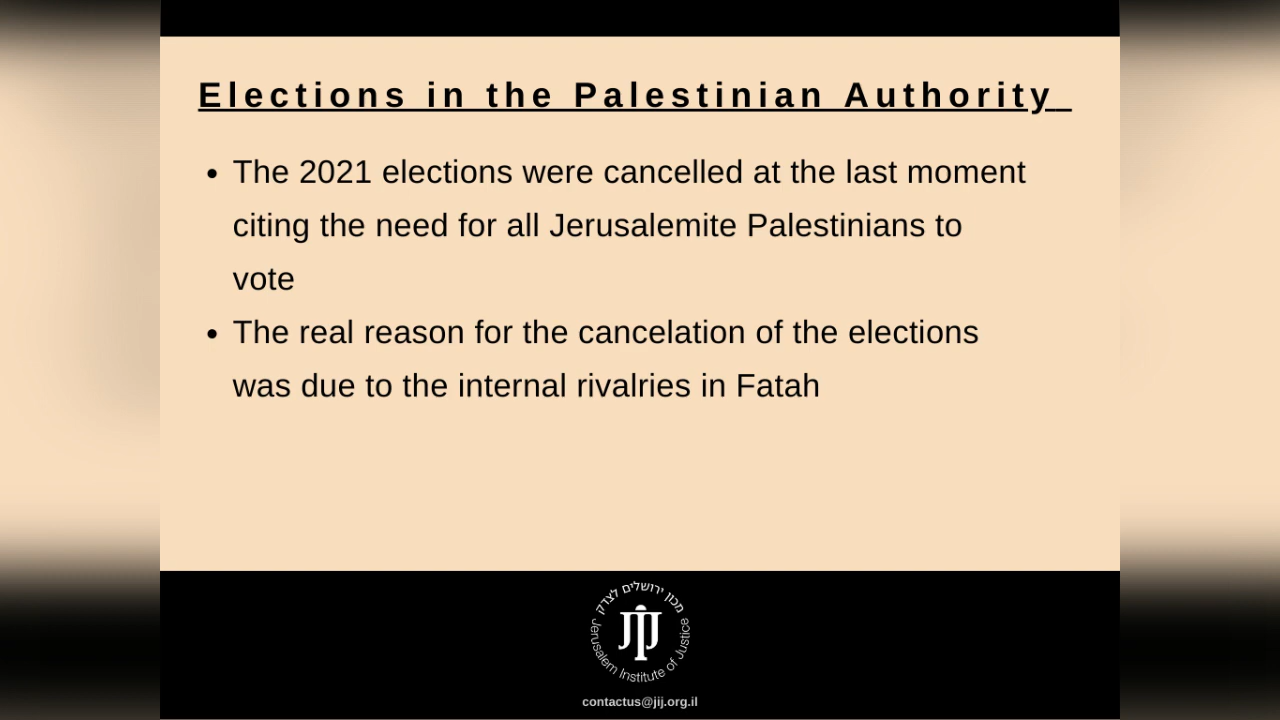 Elections in the Palestinian Authority
• The 2021 elections were cancelled at the last moment
citing the need for all Jerusalemite Palestinians to
vote
• The real reason for the cancelation of the elections
was due to the internal rivalries in Fatah
מכון ירושלים לצדק
JIJ
Jerusalem Institute of Justice
contactus@jij.org.il